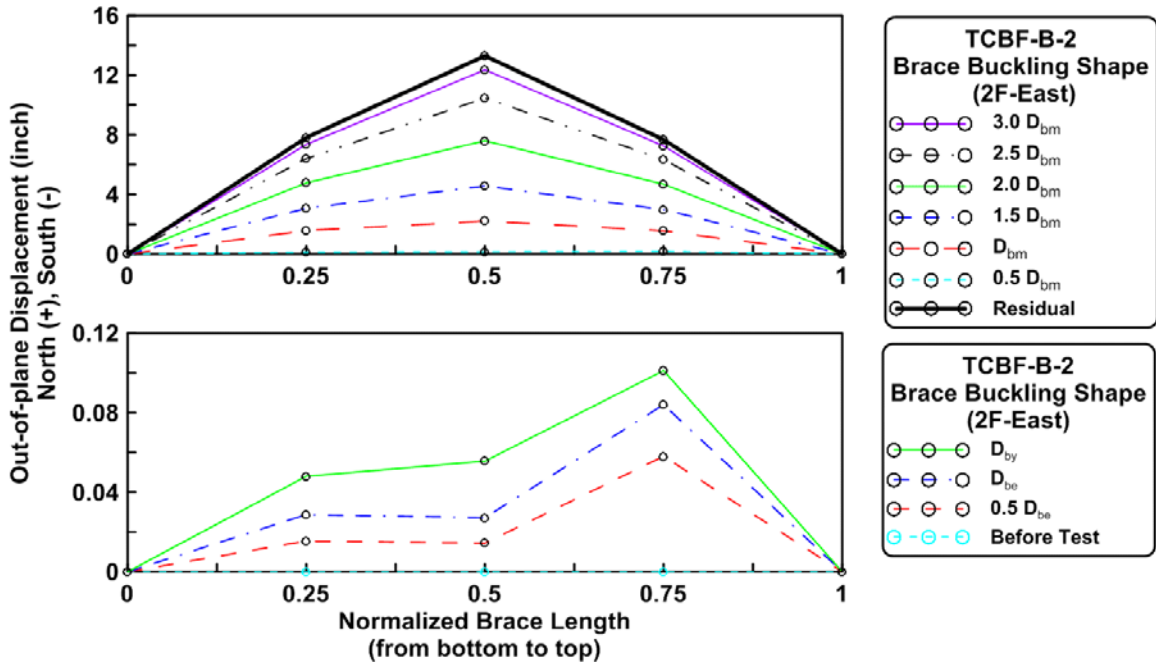 Out-of-plane Displacement (inch)
North (+), South (-)
16
12
8
4
0
0
0.25
0.5
0.75
1
TCBF-B-2
Brace Buckling Shape
(2F-East)
3.0 Dbm
2.5 Dbm
2.0 Dbm
1.5 Dbm
Dbm
0.5 Dbm
Residual
0.12
0.08
0.04
0
0
0.25
0.5
0.75
1
Normalized Brace Length
(from bottom to top)
TCBF-B-2
Brace Buckling Shape
(2F-East)
Dby
Dbe
0.5 Dbe
Before Test